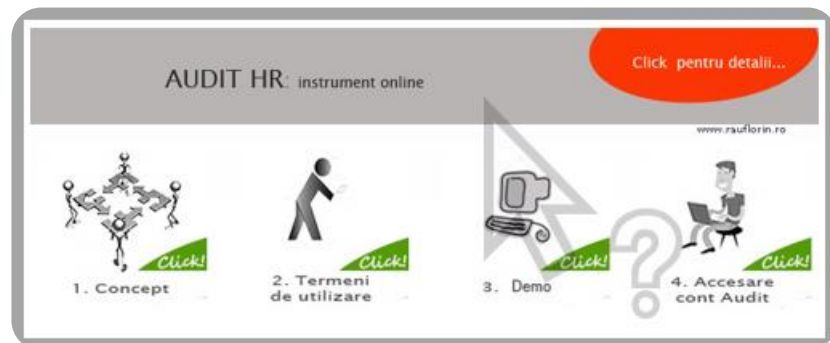 AUDIT HR: instrument online
Click pentru detalii...
www.rauflorin.ro
Click!
1. Concept
Click!
2. Termeni
de utilizare
Click!
3. Demo
Click!
4. Accesare
cont Audit
?